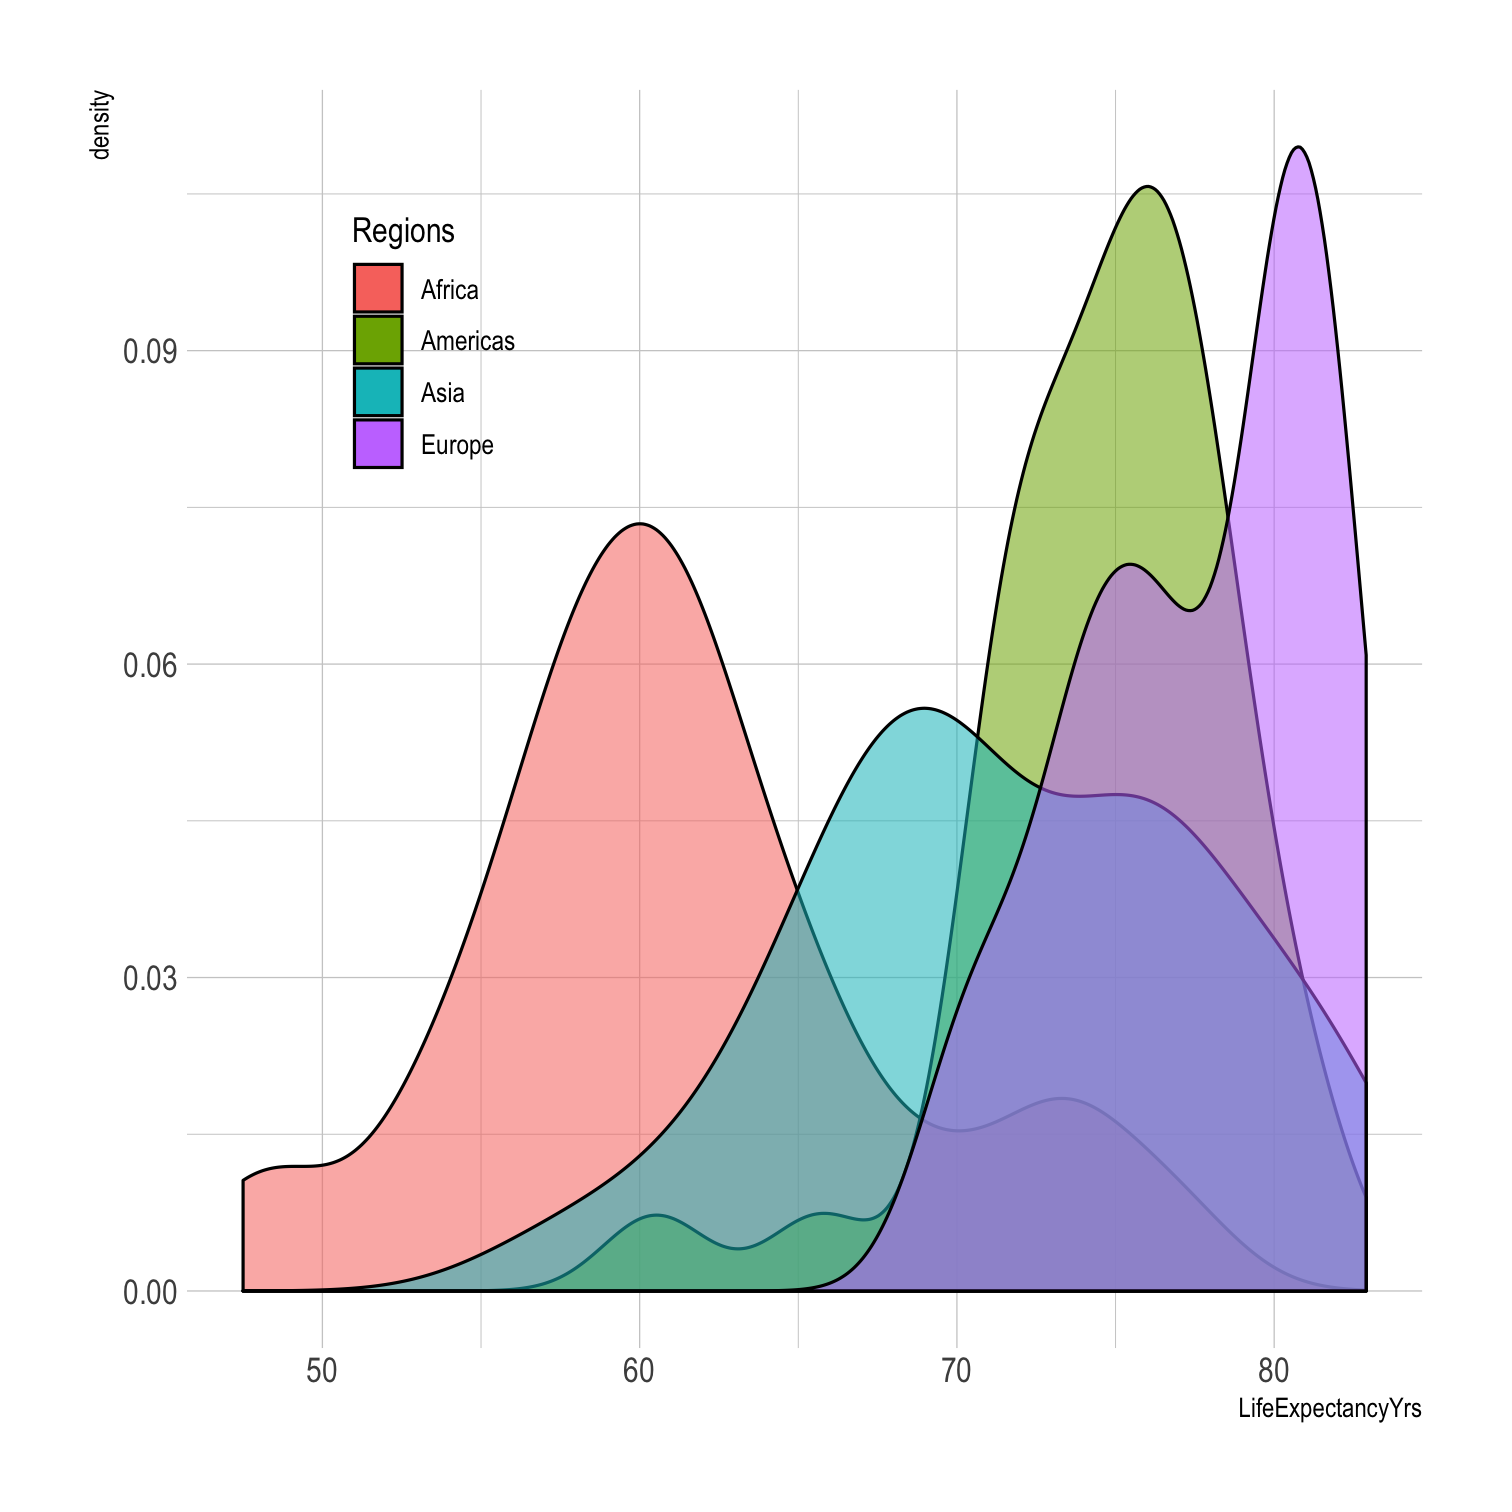 density
Regions
Africa
Americas
Asia
Europe
0.09
0.06
0.03
0.00
50 60 70 80
LifeExpectancyYrs